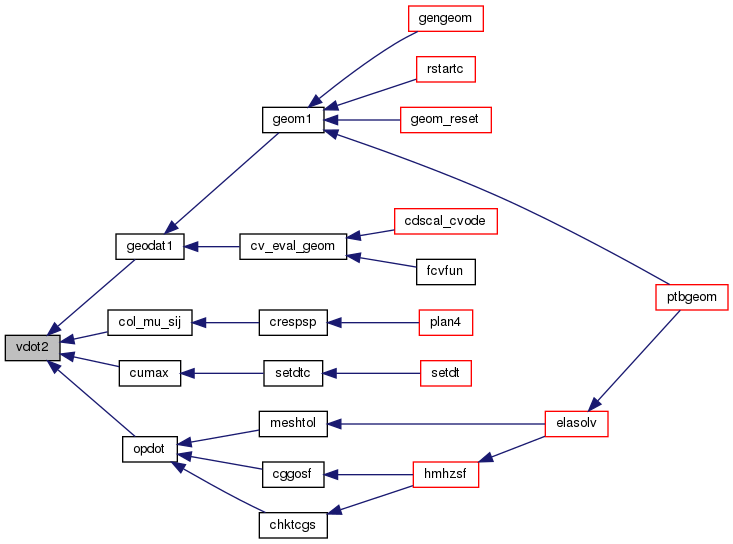 gengeom
rstartc
geom1
geom_reset
cdscal_cvode
geodat1
cv_eval_geom
fcvfun
ptbgeom
col_mu_sij
crespsp
plan4
vdot2
cumax
setdtc
setdt
meshtol
elasolv
opdot
cggosf
hmhzsf
chktcgs